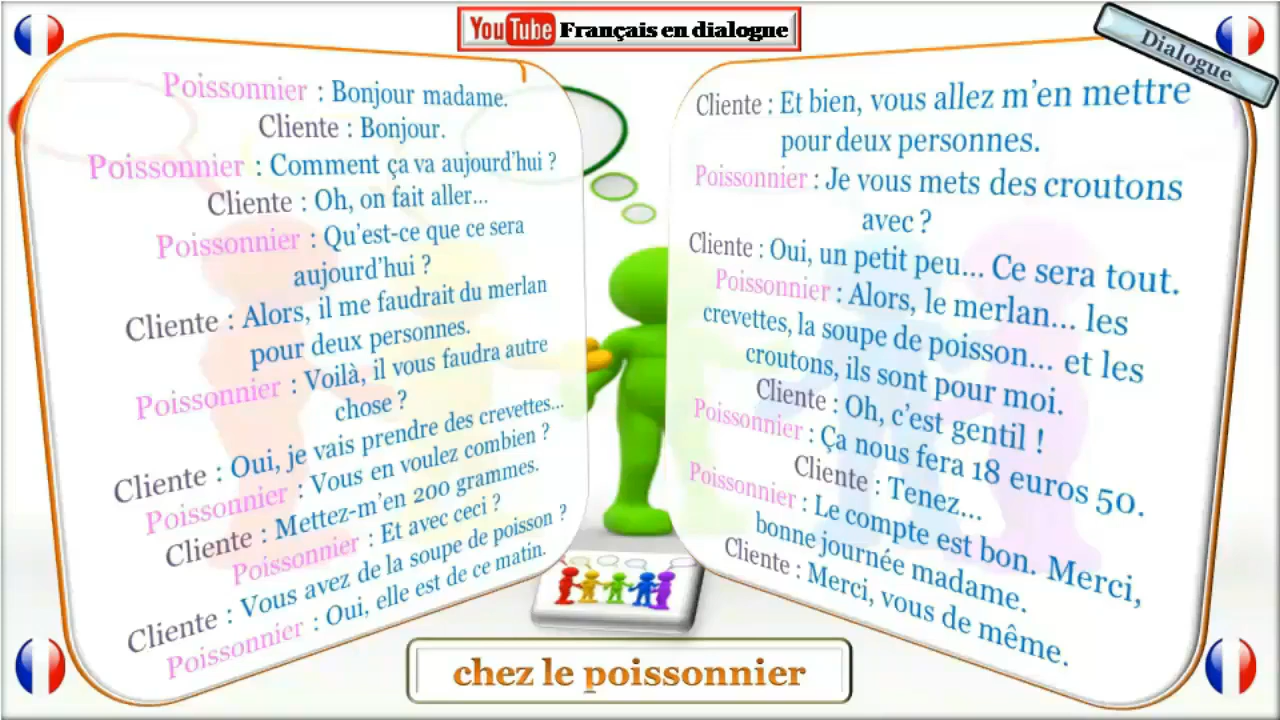 YouTube Français en dialogue
Dialogue
Poissonnier : Bonjour madame.
Cliente : Bonjour.
Poissonnier : Comment ça va aujourd'hui ?
Cliente : Oh, on fait aller...
Poissonnier : Qu'est-ce que ce sera
aujourd'hui ?
Cliente : Alors, il me faudrait du merlan
pour deux personnes.
Poissonnier : Voilà, il vous faudra autre
chose ?
Cliente : Oui, je vais prendre des crevettes...
Poissonnier : Vous en voulez combien ?
Cliente : Mettez-m'en 200 grammes.
Poissonnier : Et avec ceci ?
Cliente : Vous avez de la soupe de poisson ?
Poissonnier : Oui, elle est de ce matin.
Cliente : Et bien, vous allez m'en mettre
pour deux personnes.
Poissonnier : Je vous mets des croutons
avec ?
Cliente : Oui, un petit peu... Ce sera tout.
Poissonnier : Alors, le merlan... les
crevettes, la soupe de poisson... et les
croutons, ils sont pour moi.
Cliente : Oh, c'est gentil !
Poissonnier : Ça nous fera 18 euros 50.
Cliente : Tenez...
Poissonnier : Le compte est bon. Merci,
bonne journée madame.
Cliente : Merci, vous de même.
chez le poissonnier